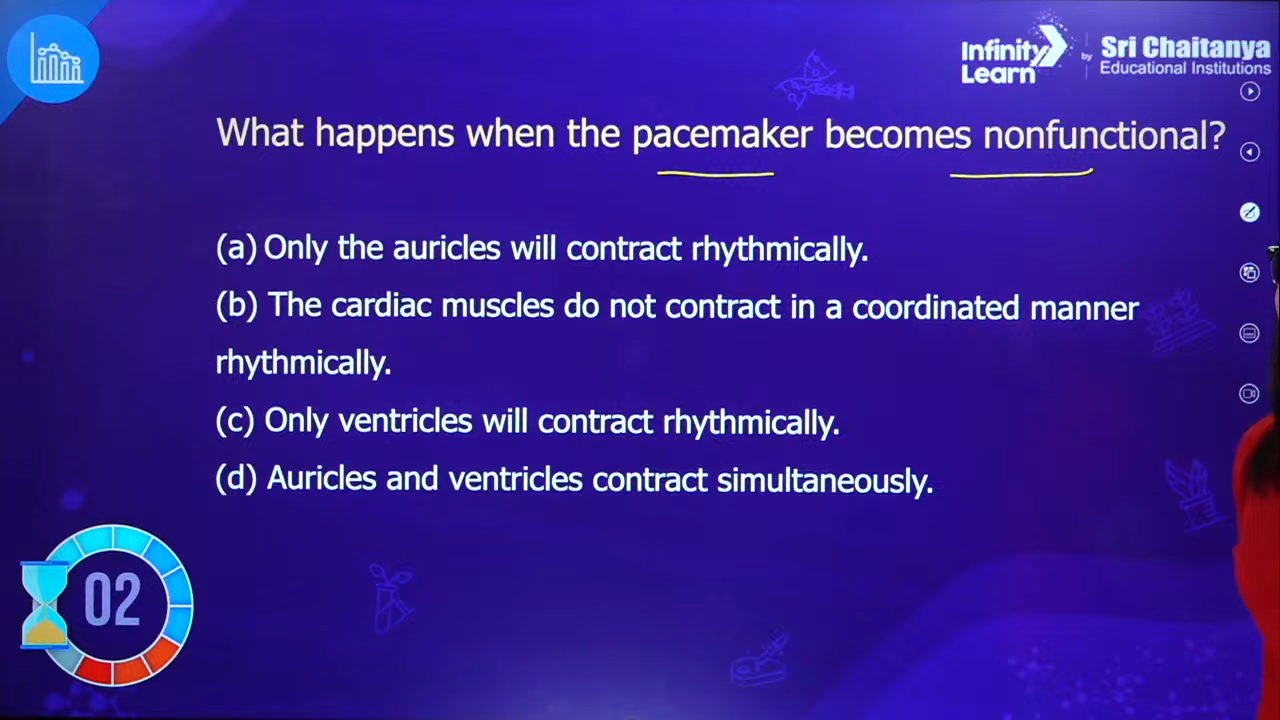 Infinity Learn by Sri Chaitanya Educational Institutions
What happens when the pacemaker becomes nonfunctional?
(a) Only the auricles will contract rhythmically.
(b) The cardiac muscles do not contract in a coordinated manner
rhythmically.
(c) Only ventricles will contract rhythmically.
(d) Auricles and ventricles contract simultaneously.
02